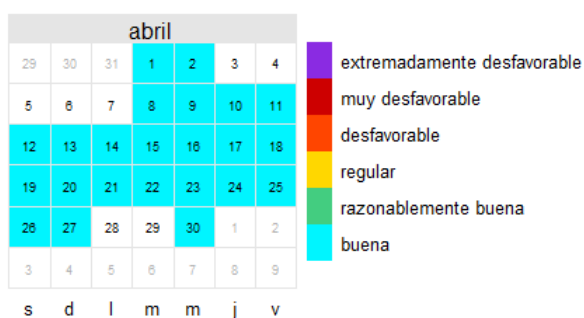 abril
29 30 31 1 2 3 4
5 6 7 8 9 10 11
12 13 14 15 16 17 18
19 20 21 22 23 24 25
26 27 28 29 30 1 2
3 4 5 6 7 8 9
s d l m m j v
extremadamente desfavorable
muy desfavorable
desfavorable
regular
razonablemente buena
buena